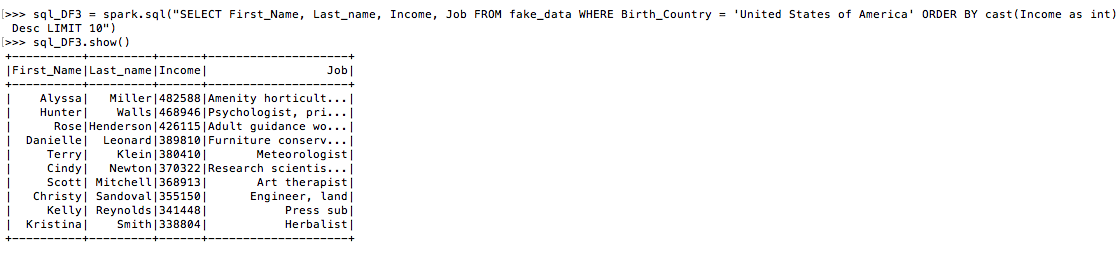 >>> sql_DF3 = spark.sql("SELECT First_Name, Last_name, Income, Job FROM fake_data WHERE Birth_Country = 'United States of America' ORDER BY cast(Income as int)
 Desc LIMIT 10")
>>> sql_DF3.show()
+----------+---------+------+--------------------+
|First_Name|Last_name|Income|                 Job|
+----------+---------+------+--------------------+
|    Alyssa|   Miller|482588|Amenity horticult...|
|    Hunter|    Walls|468946|Psychologist, pri...|
|      Rose|Henderson|426115|Adult guidance wo...|
|  Danielle|  Leonard|389810|Furniture conserv...|
|     Terry|    Klein|380410|       Meteorologist|
|     Cindy|   Newton|370322|Research scientis...|
|     Scott| Mitchell|368913|       Art therapist|
|   Christy| Sandoval|355150|      Engineer, land|
|     Kelly| Reynolds|341448|           Press sub|
|  Kristina|    Smith|338804|           Herbalist|
+----------+---------+------+--------------------+